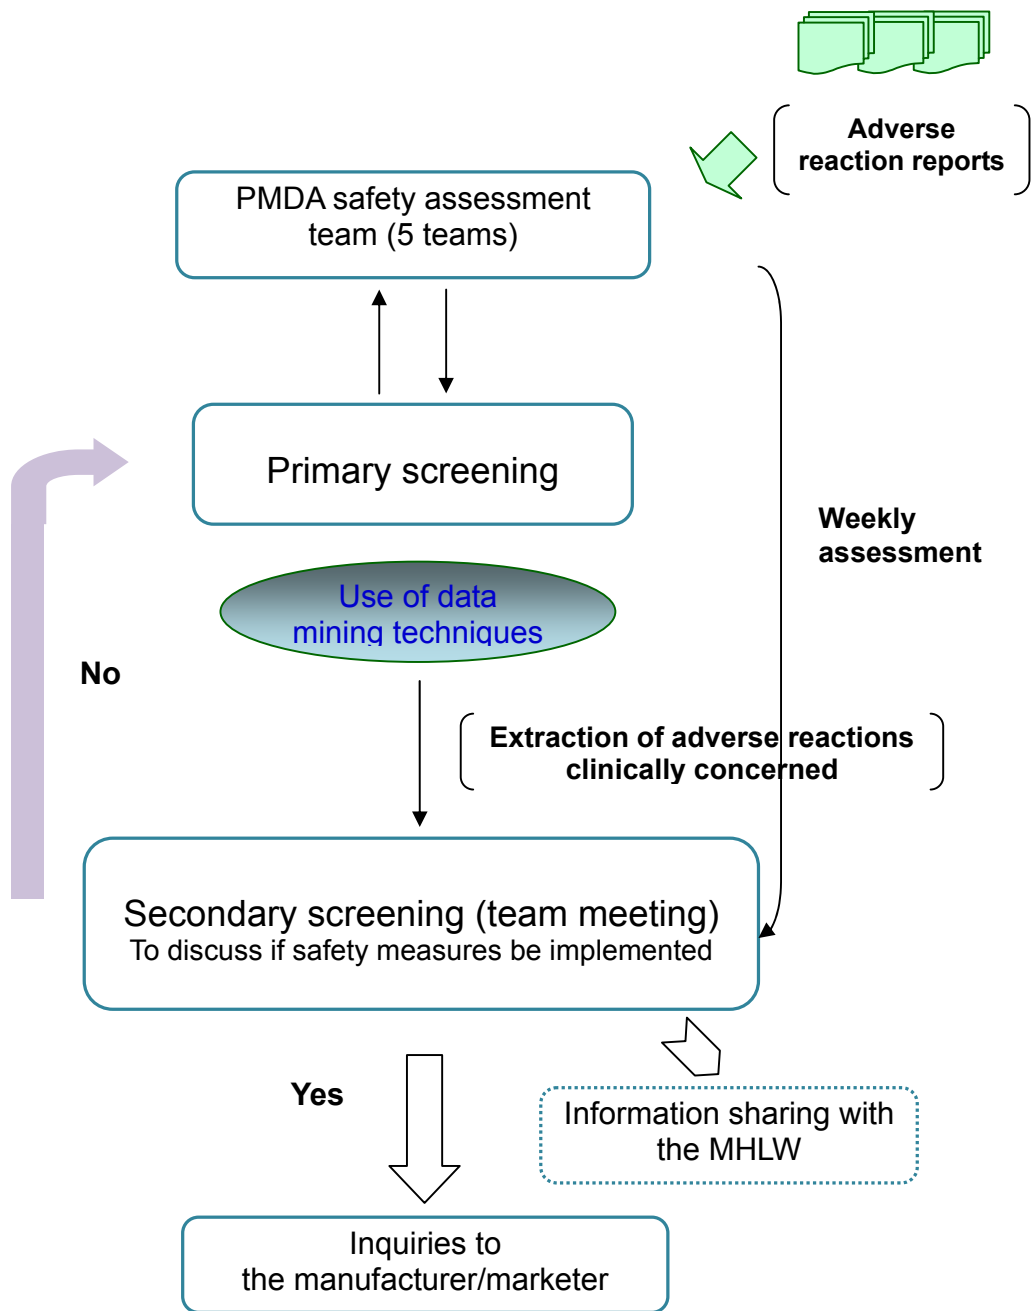 Adverse
reaction reports
PMDA safety assessment
team (5 teams)
Primary screening
Weekly
assessment
Use of data
mining techniques
No
Extraction of adverse reactions
clinically concerned
Secondary screening (team meeting)
To discuss if safety measures be implemented
Yes
Information sharing with
the MHLW
Inquiries to
the manufacturer/marketer